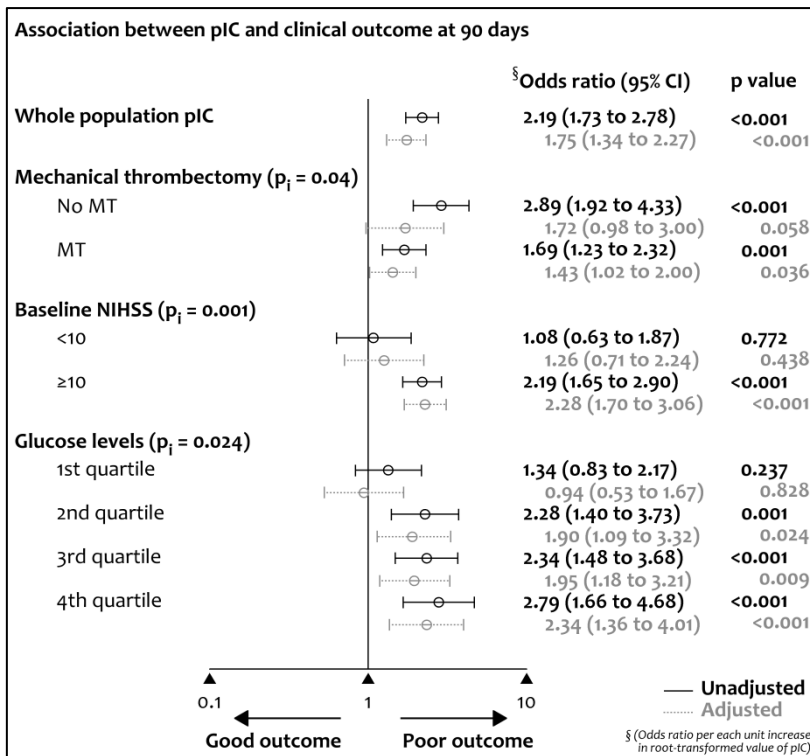 Association between pIC and clinical outcome at 90 days
§Odds ratio (95% CI) p value
Whole population pIC 2.19 (1.73 to 2.78) <0.001
1.75 (1.34 to 2.27) <0.001
Mechanical thrombectomy (pi = 0.04)
No MT 2.89 (1.92 to 4.33) <0.001
1.72 (0.98 to 3.00) 0.058
MT 1.69 (1.23 to 2.32) 0.001
1.43 (1.02 to 2.00) 0.036
Baseline NIHSS (pi = 0.001)
<10 1.08 (0.63 to 1.87) 0.772
1.26 (0.71 to 2.24) 0.438
≥10 2.19 (1.65 to 2.90) <0.001
2.28 (1.70 to 3.06) <0.001
Glucose levels (pi = 0.024)
1st quartile 1.34 (0.83 to 2.17) 0.237
0.94 (0.53 to 1.67) 0.828
2nd quartile 2.28 (1.40 to 3.73) 0.001
1.90 (1.09 to 3.32) 0.024
3rd quartile 2.34 (1.48 to 3.68) <0.001
1.95 (1.18 to 3.21) 0.009
4th quartile 2.79 (1.66 to 4.68) <0.001
2.34 (1.36 to 4.01) <0.001
0.1 1 10
Good outcome Poor outcome
Unadjusted
Adjusted
§ (Odds ratio per each unit increase
in root-transformed value of pIC)